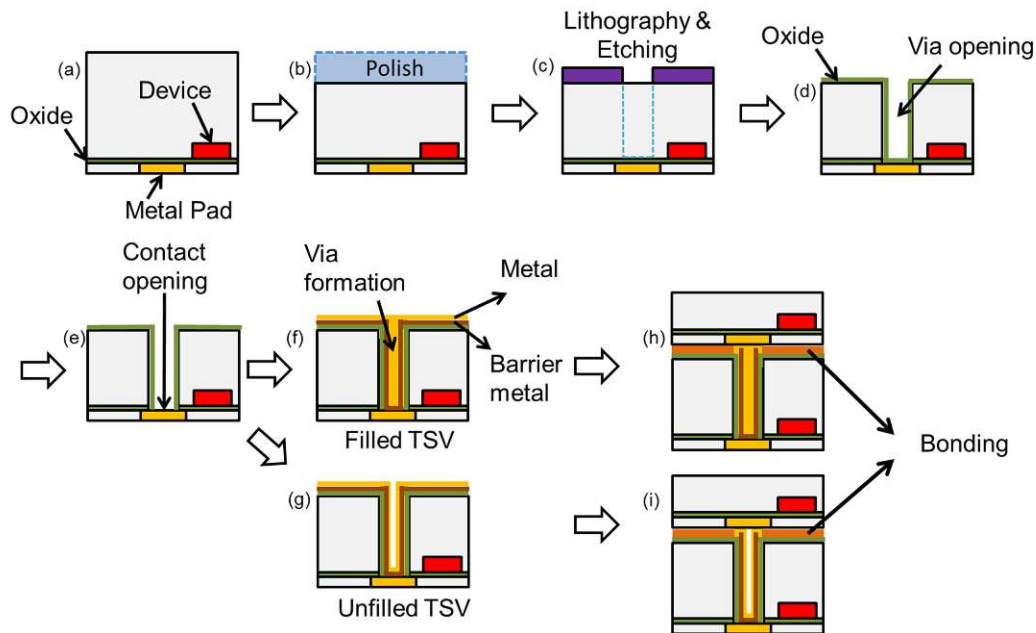 (a)
Device
Oxide
Metal Pad
(b)
Polish
Lithography &
Etching
(c)
Oxide
Via opening
(d)
Contact
opening
(e)
Via
formation
Metal
(f)
Barrier
metal
Filled TSV
(g)
Unfilled TSV
(h)
Bonding
(i)